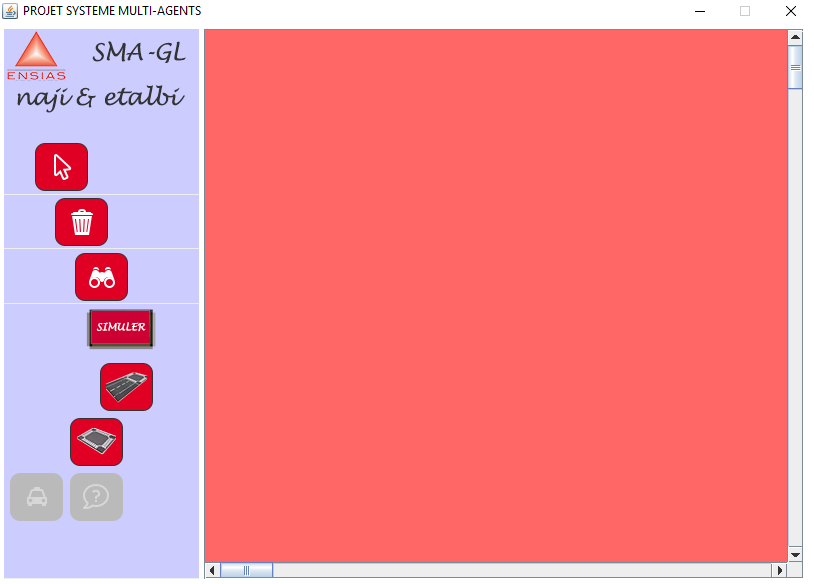 PROJET SYSTEME MULTI-AGENTS
ENSIAS
SMA-GL
naji & etalbi
SIMULER
?